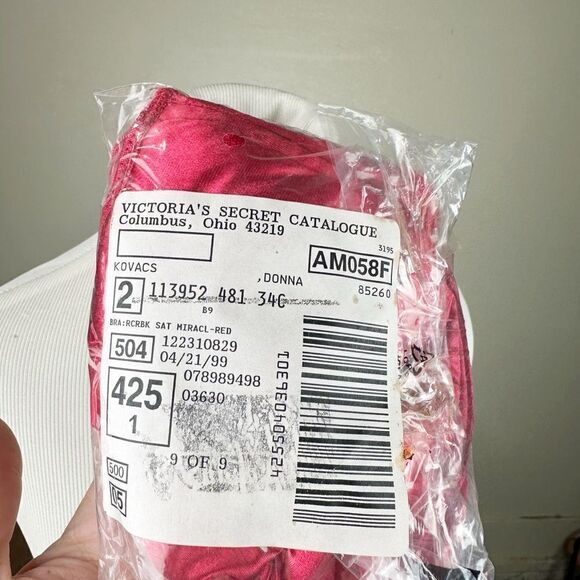 VICTORIA'S SECRET CATALOGUE
Columbus, Ohio 43219
3195
AM058F
KOVACS ,DONNA 85260
2 113952 481 34C
B9
BRA:RCRBK SAT MIRACL-RED
504 122310829
04/21/99
425 1 078989498
03630
9 OF 9
425504036301
500
05